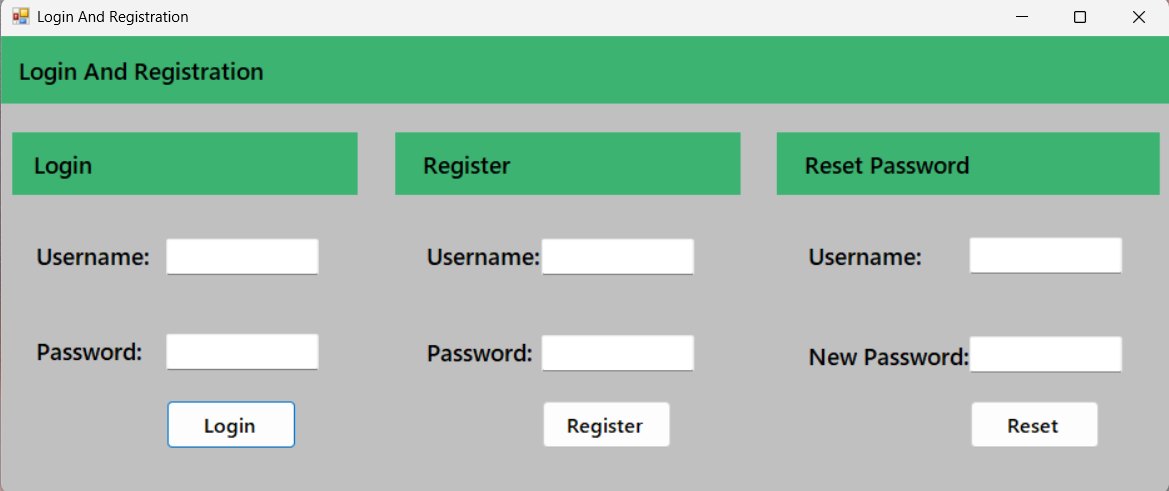 Login And Registration
Login And Registration
Login
Username:
Password:
Login
Register
Username:
Password:
Register
Reset Password
Username:
New Password:
Reset